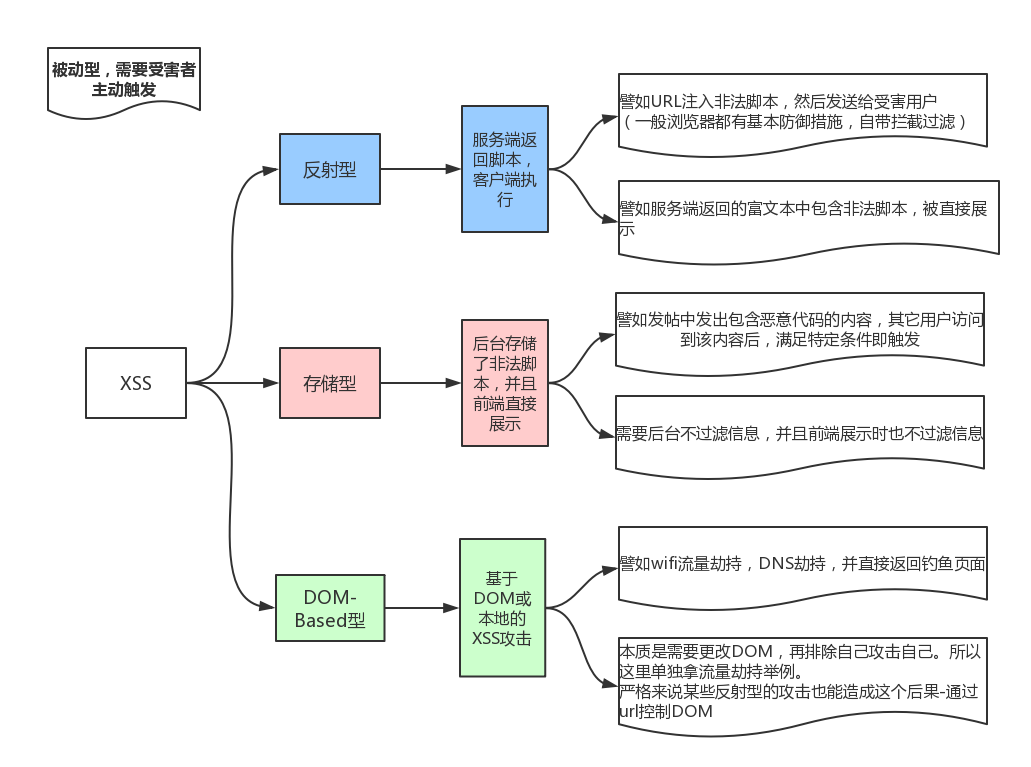 被动型，需要受害者
主动触发
譬如URL注入非法脚本，然后发送给受害用户
（一般浏览器都有基本防御措施，自带拦截过滤）
反射型
服务端返
回脚本，
客户端执
行
譬如服务端返回的富文本中包含非法脚本，被直接展
示
XSS
存储型
后台存储
了非法脚
本，并且
前端直接
展示
譬如发帖中发出包含恶意代码的内容，其它用户访问
到该内容后，满足特定条件即触发
需要后台不过滤信息，并且前端展示时也不过滤信息
DOM-
Based型
基于
DOM或
本地的
XSS攻击
譬如wifi流量劫持，DNS劫持，并直接返回钓鱼页面
本质是需要更改DOM，再排除自己攻击自己。所以
这里单独拿流量劫持举例。
严格来说某些反射型的攻击也能造成这个后果-通过
url控制DOM